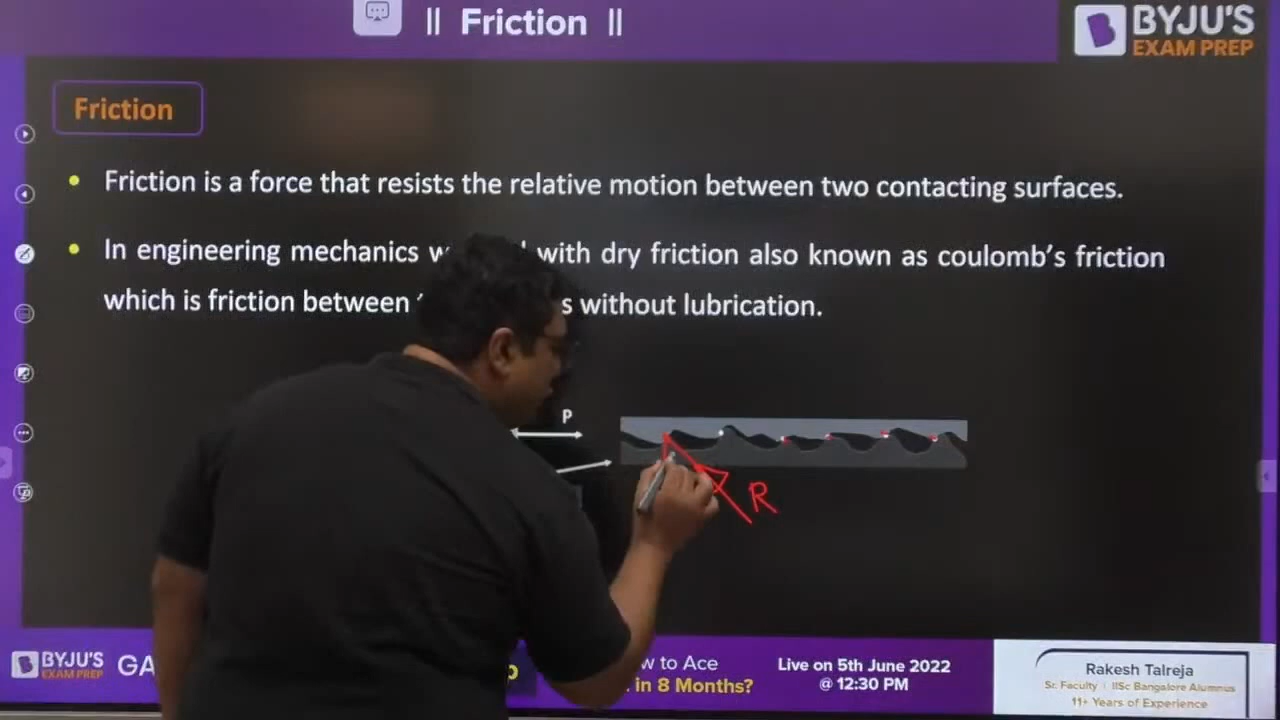 || Friction ||
BYJU'S
EXAM PREP
Friction
Friction is a force that resists the relative motion between two contacting surfaces.
In engineering mechanics with dry friction also known as coulomb's friction
which is friction between without lubrication.
P
R
BYJU'S
EXAM PREP
GA
to Ace
in 8 Months?
Live on 5th June 2022
@ 12:30 PM
Rakesh Talreja
Sr. Faculty | IISc Bangalore Alumnus
11+ Years of Experience